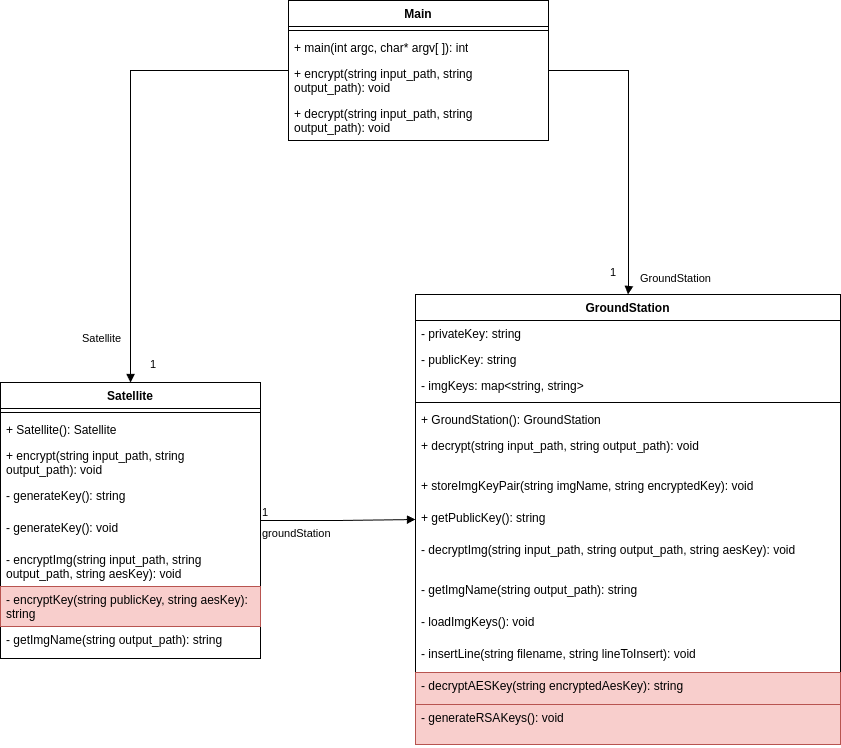 Main
+ main(int argc, char* argv[ ]): int
+ encrypt(string input_path, string
output_path): void
+ decrypt(string input_path, string
output_path): void
1
GroundStation
Satellite
1
GroundStation
- privateKey: string
- publicKey: string
- imgKeys: map<string, string>
+ GroundStation(): GroundStation
+ decrypt(string input_path, string output_path): void
+ storeImgKeyPair(string imgName, string encryptedKey): void
+ getPublicKey(): string
- decryptImg(string input_path, string output_path, string aesKey): void
- getImgName(string output_path): string
- loadImgKeys(): void
- insertLine(string filename, string lineToInsert): void
- decryptAESKey(string encryptedAesKey): string
- generateRSAKeys(): void
Satellite
+ Satellite(): Satellite
+ encrypt(string input_path, string
output_path): void
- generateKey(): string
- generateKey(): void
- encryptImg(string input_path, string
output_path, string aesKey): void
- encryptKey(string publicKey, string aesKey):
string
- getImgName(string output_path): string
1
groundStation